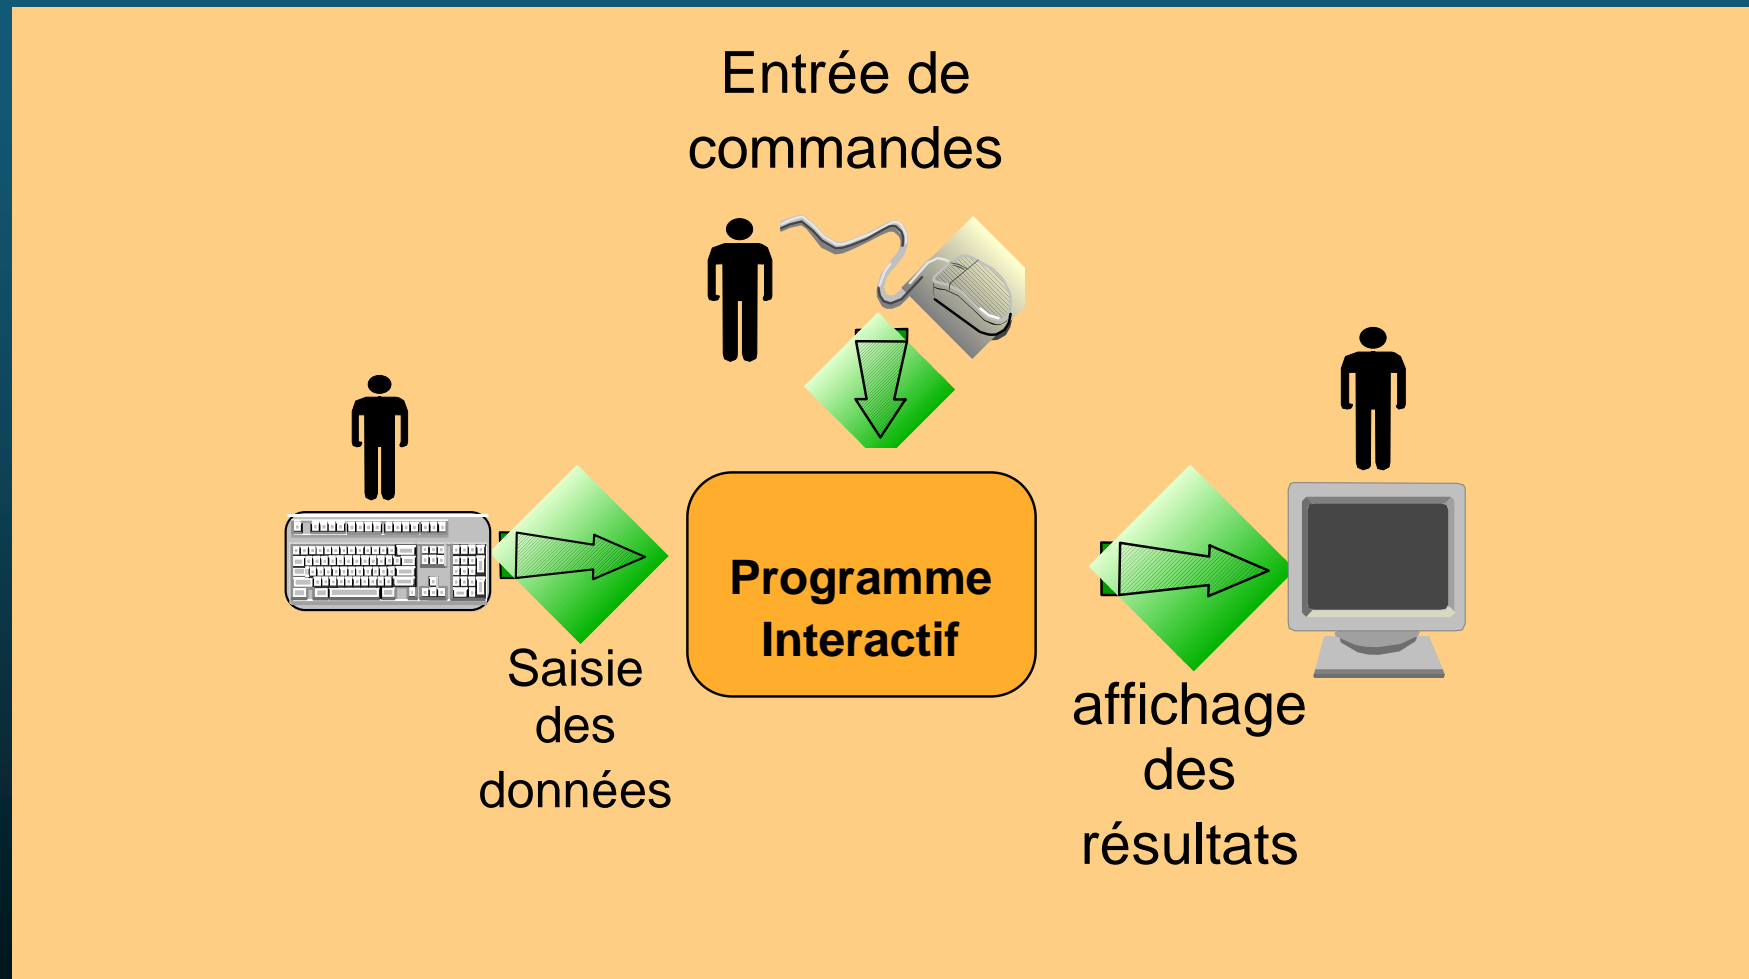 Entrée de
commandes
Programme
Interactif
Saisie
des
données
affichage
des
résultats